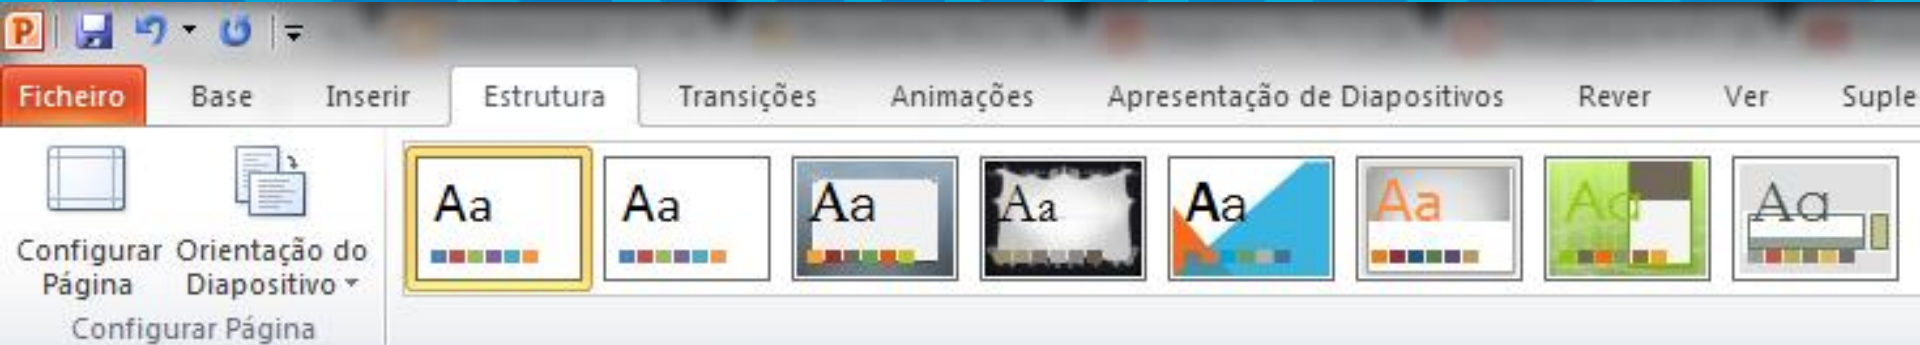 P
Ficheiro Base Inserir Estrutura Transições Animações Apresentação de Diapositivos Rever Ver Suple
Aa Aa Aa Aa Aa Aa Aa Aa
Configurar Página
Orientação do Diapositivo
Configurar Página